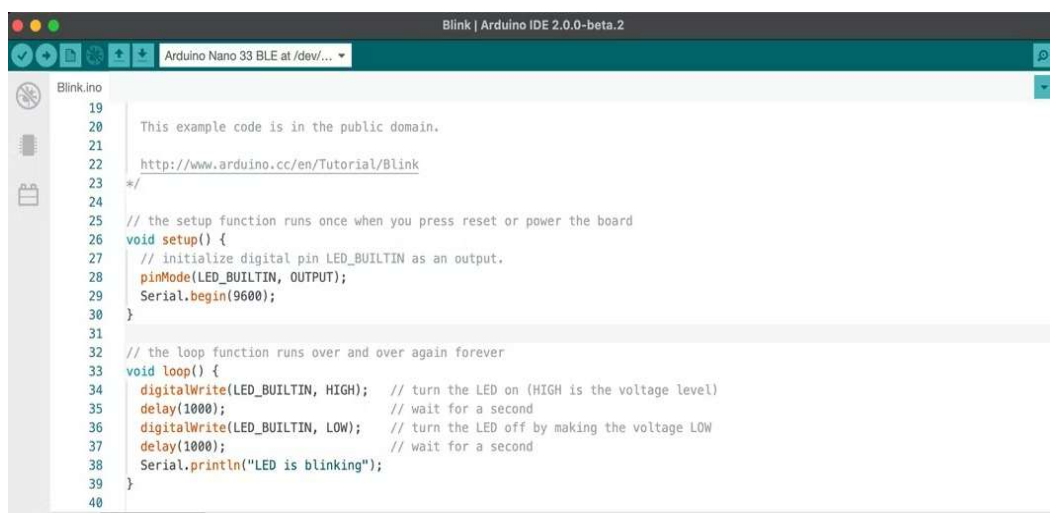 Blink | Arduino IDE 2.0.0-beta.2
Arduino Nano 33 BLE at /dev/...
Blink.ino
19
20 This example code is in the public domain.
21
22 http://www.arduino.cc/en/Tutorial/Blink
23 */
24
25 // the setup function runs once when you press reset or power the board
26 void setup() {
27 // initialize digital pin LED_BUILTIN as an output.
28 pinMode(LED_BUILTIN, OUTPUT);
29 Serial.begin(9600);
30 }
31
32 // the loop function runs over and over again forever
33 void loop() {
34 digitalWrite(LED_BUILTIN, HIGH); // turn the LED on (HIGH is the voltage level)
35 delay(1000); // wait for a second
36 digitalWrite(LED_BUILTIN, LOW); // turn the LED off by making the voltage LOW
37 delay(1000); // wait for a second
38 Serial.println("LED is blinking");
39 }
40